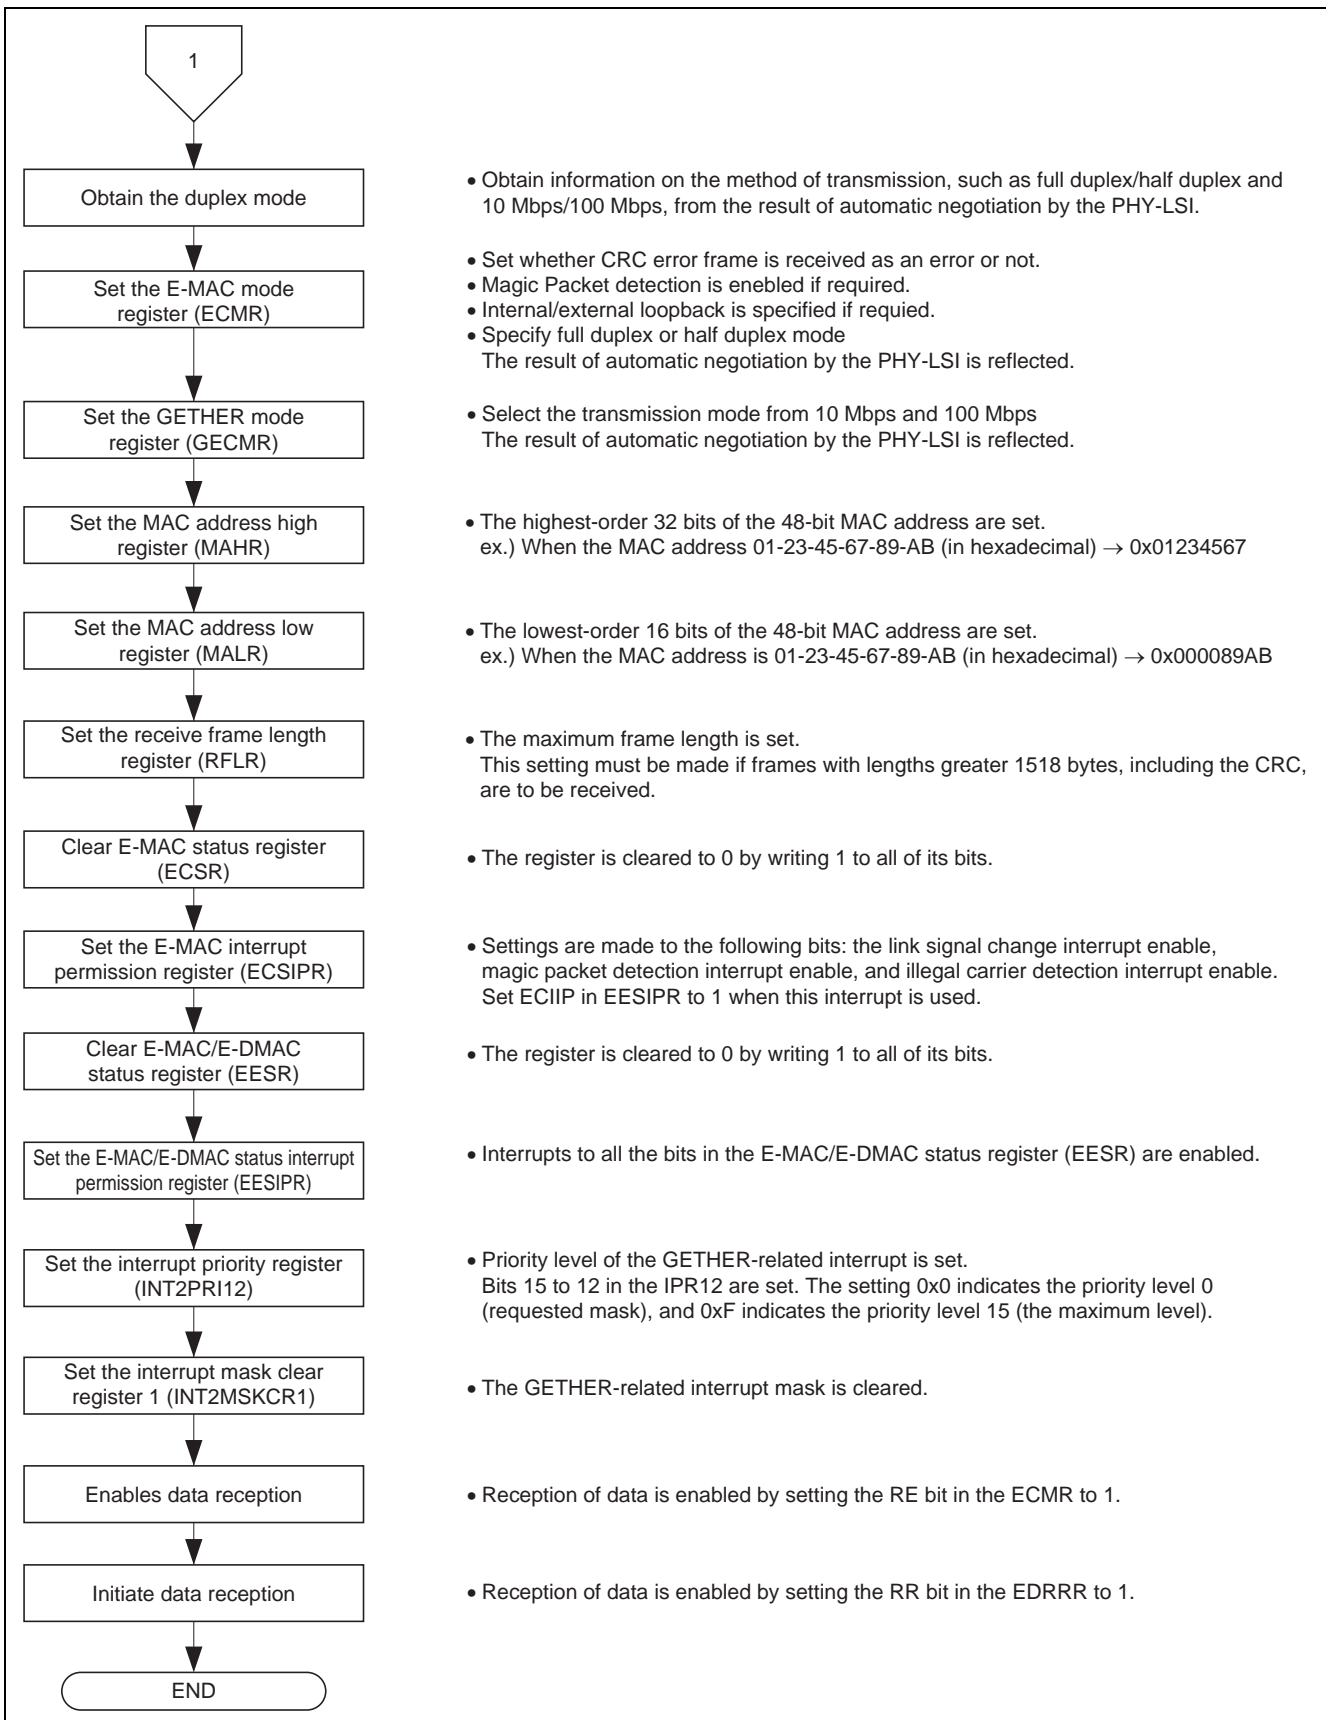 1
Obtain the duplex mode
• Obtain information on the method of transmission, such as full duplex/half duplex and
10 Mbps/100 Mbps, from the result of automatic negotiation by the PHY-LSI.
Set the E-MAC mode
register (ECMR)
• Set whether CRC error frame is received as an error or not.
• Magic Packet detection is enabled if required.
• Internal/external loopback is specified if requied.
• Specify full duplex or half duplex mode
The result of automatic negotiation by the PHY-LSI is reflected.
Set the GETHER mode
register (GECMR)
• Select the transmission mode from 10 Mbps and 100 Mbps
The result of automatic negotiation by the PHY-LSI is reflected.
Set the MAC address high
register (MAHR)
• The highest-order 32 bits of the 48-bit MAC address are set.
ex.) When the MAC address 01-23-45-67-89-AB (in hexadecimal) → 0x01234567
Set the MAC address low
register (MALR)
• The lowest-order 16 bits of the 48-bit MAC address are set.
ex.) When the MAC address is 01-23-45-67-89-AB (in hexadecimal) → 0x000089AB
Set the receive frame length
register (RFLR)
• The maximum frame length is set.
This setting must be made if frames with lengths greater 1518 bytes, including the CRC,
are to be received.
Clear E-MAC status register
(ECSR)
• The register is cleared to 0 by writing 1 to all of its bits.
Set the E-MAC interrupt
permission register (ECSIPR)
• Settings are made to the following bits: the link signal change interrupt enable,
magic packet detection interrupt enable, and illegal carrier detection interrupt enable.
Set ECIIP in EESIPR to 1 when this interrupt is used.
Clear E-MAC/E-DMAC
status register (EESR)
• The register is cleared to 0 by writing 1 to all of its bits.
Set the E-MAC/E-DMAC status interrupt
permission register (EESIPR)
• Interrupts to all the bits in the E-MAC/E-DMAC status register (EESR) are enabled.
Set the interrupt priority register
(INT2PRI12)
• Priority level of the GETHER-related interrupt is set.
Bits 15 to 12 in the IPR12 are set. The setting 0x0 indicates the priority level 0
(requested mask), and 0xF indicates the priority level 15 (the maximum level).
Set the interrupt mask clear
register 1 (INT2MSKCR1)
• The GETHER-related interrupt mask is cleared.
Enables data reception
• Reception of data is enabled by setting the RE bit in the ECMR to 1.
Initiate data reception
• Reception of data is enabled by setting the RR bit in the EDRRR to 1.
END